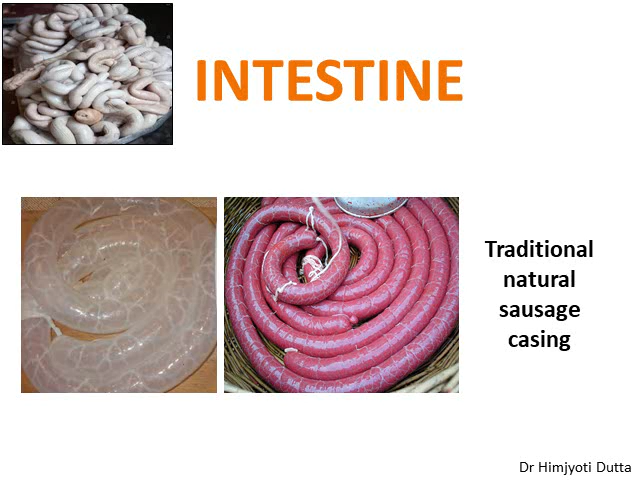 INTESTINE
Traditional
natural
sausage
casing
Dr Himjyoti Dutta